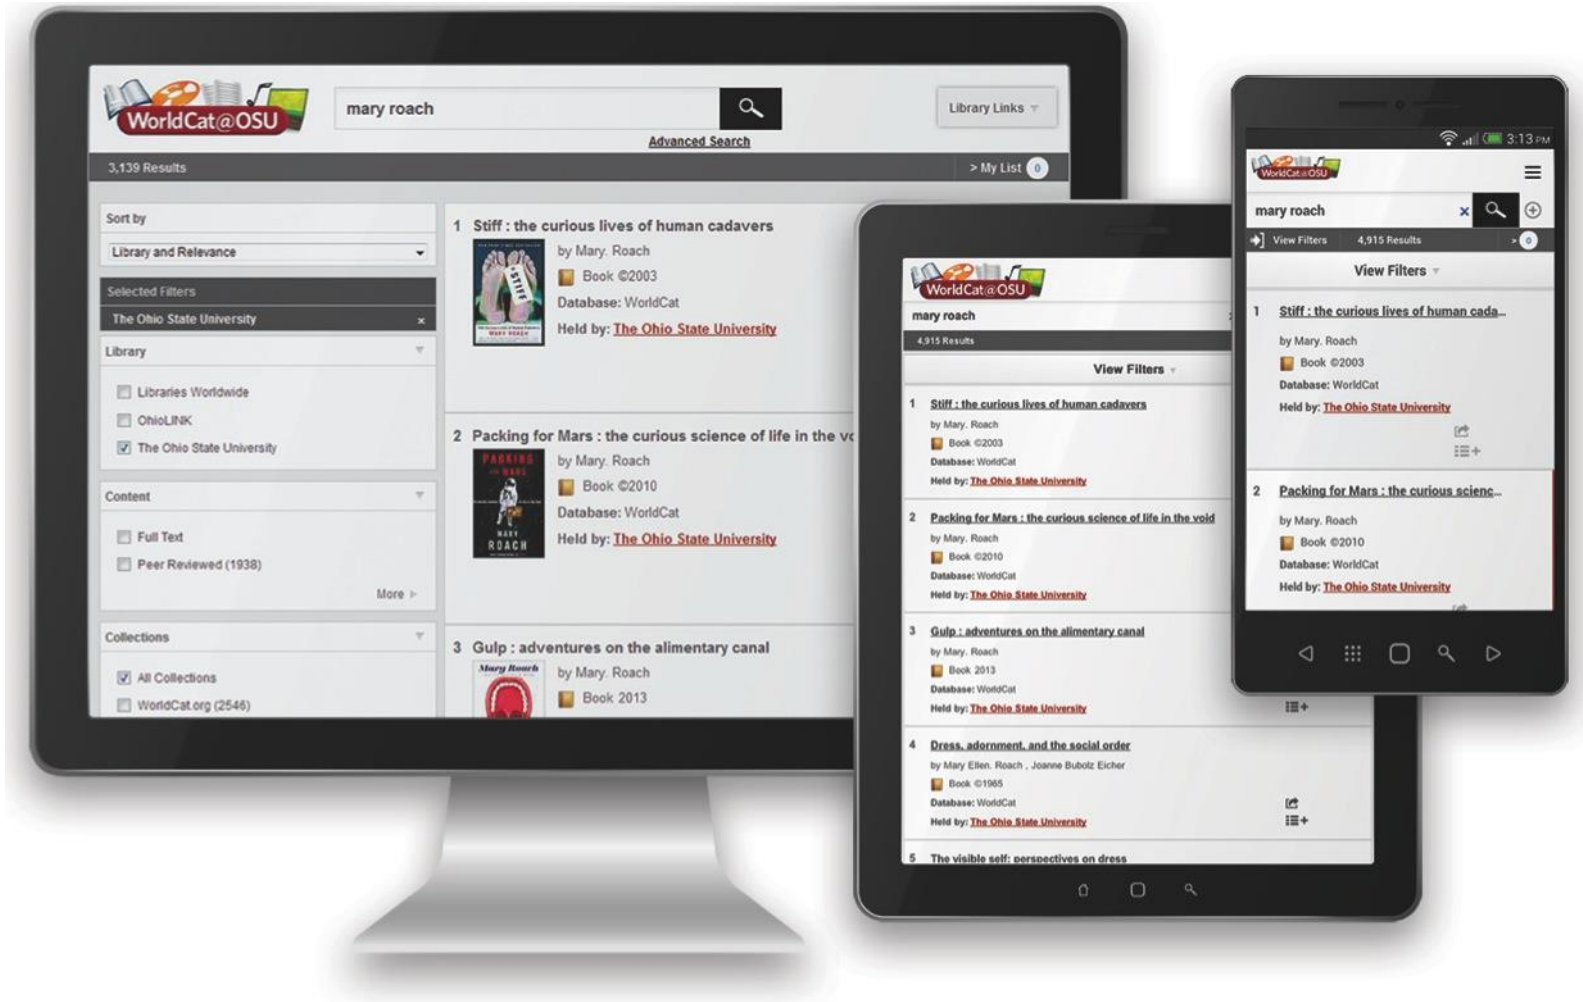 WorldCat@OSU
mary roach
Library Links
Advanced Search
3,139 Results
> My List 0
Sort by
Library and Relevance
Selected Filters
The Ohio State University x
Library
Libraries Worldwide
OhioLINK
The Ohio State University
Content
Full Text
Peer Reviewed (1938)
More
Collections
All Collections
WorldCat.org (2546)
1 Stiff : the curious lives of human cadavers
STIFF
MARY ROACH
by Mary. Roach
Book ©2003
Database: WorldCat
Held by: The Ohio State University
2 Packing for Mars : the curious science of life in the vo
PACKING
FOR MARS
MARY
ROACH
by Mary. Roach
Book ©2010
Database: WorldCat
Held by: The Ohio State University
3 Gulp : adventures on the alimentary canal
Mary Roach
by Mary. Roach
Book 2013
WorldCat@OSU
mary roach
4,915 Results
View Filters
1 Stiff : the curious lives of human cadavers
by Mary. Roach
Book ©2003
Database: WorldCat
Held by: The Ohio State University
2 Packing for Mars : the curious science of life in the void
by Mary. Roach
Book ©2010
Database: WorldCat
Held by: The Ohio State University
3 Gulp : adventures on the alimentary canal
by Mary. Roach
Book 2013
Database: WorldCat
Held by: The Ohio State University
4 Dress, adornment, and the social order
by Mary Ellen. Roach , Joanne Bubolz Eicher
Book ©1965
Database: WorldCat
Held by: The Ohio State University
5 The visible self: perspectives on dress
3:13 PM
WorldCat@OSU
mary roach x
View Filters 4,915 Results > 0
View Filters
1 Stiff : the curious lives of human cada...
by Mary. Roach
Book ©2003
Database: WorldCat
Held by: The Ohio State University
2 Packing for Mars : the curious scienc...
by Mary. Roach
Book ©2010
Database: WorldCat
Held by: The Ohio State University